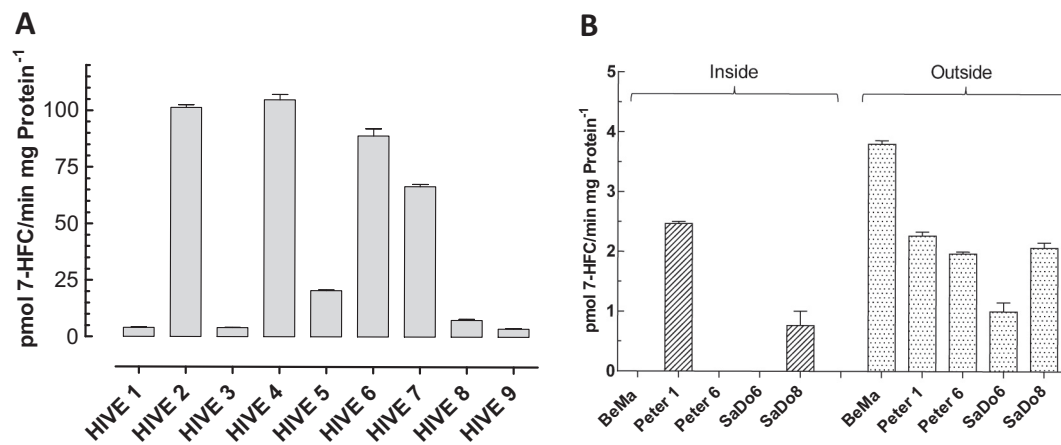 A
pmol 7-HFC/min mg Protein⁻¹
100
75
50
25
0
HIVE 1
HIVE 2
HIVE 3
HIVE 4
HIVE 5
HIVE 6
HIVE 7
HIVE 8
HIVE 9
B
Inside
Outside
pmol 7-HFC/min mg Protein⁻¹
5
4
3
2
1
0
BeMa
Peter 1
Peter 6
SaDo6
SaDo8
BeMa
Peter 1
Peter 6
SaDo6
SaDo8